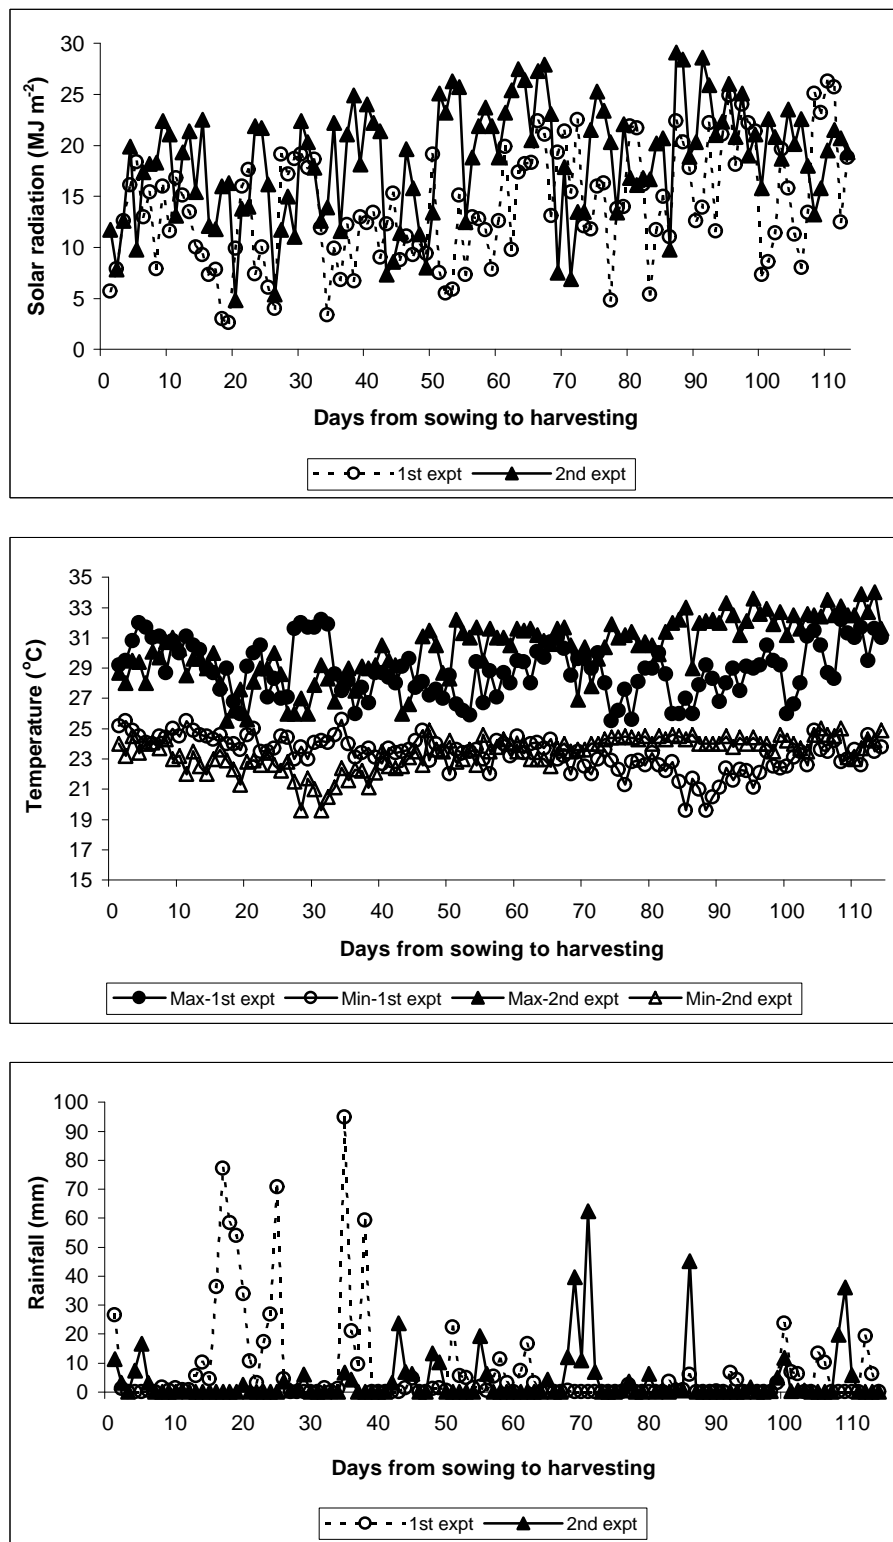 30
25
20
15
10
5
0
Solar radiation (MJ m-2)
0 10 20 30 40 50 60 70 80 90 100 110
Days from sowing to harvesting
1st expt 2nd expt
35
33
31
29
27
25
23
21
19
17
15
Temperature (°C)
0 10 20 30 40 50 60 70 80 90 100 110
Days from sowing to harvesting
Max-1st expt Min-1st expt Max-2nd expt Min-2nd expt
100
90
80
70
60
50
40
30
20
10
0
Rainfall (mm)
0 10 20 30 40 50 60 70 80 90 100 110
Days from sowing to harvesting
1st expt 2nd expt